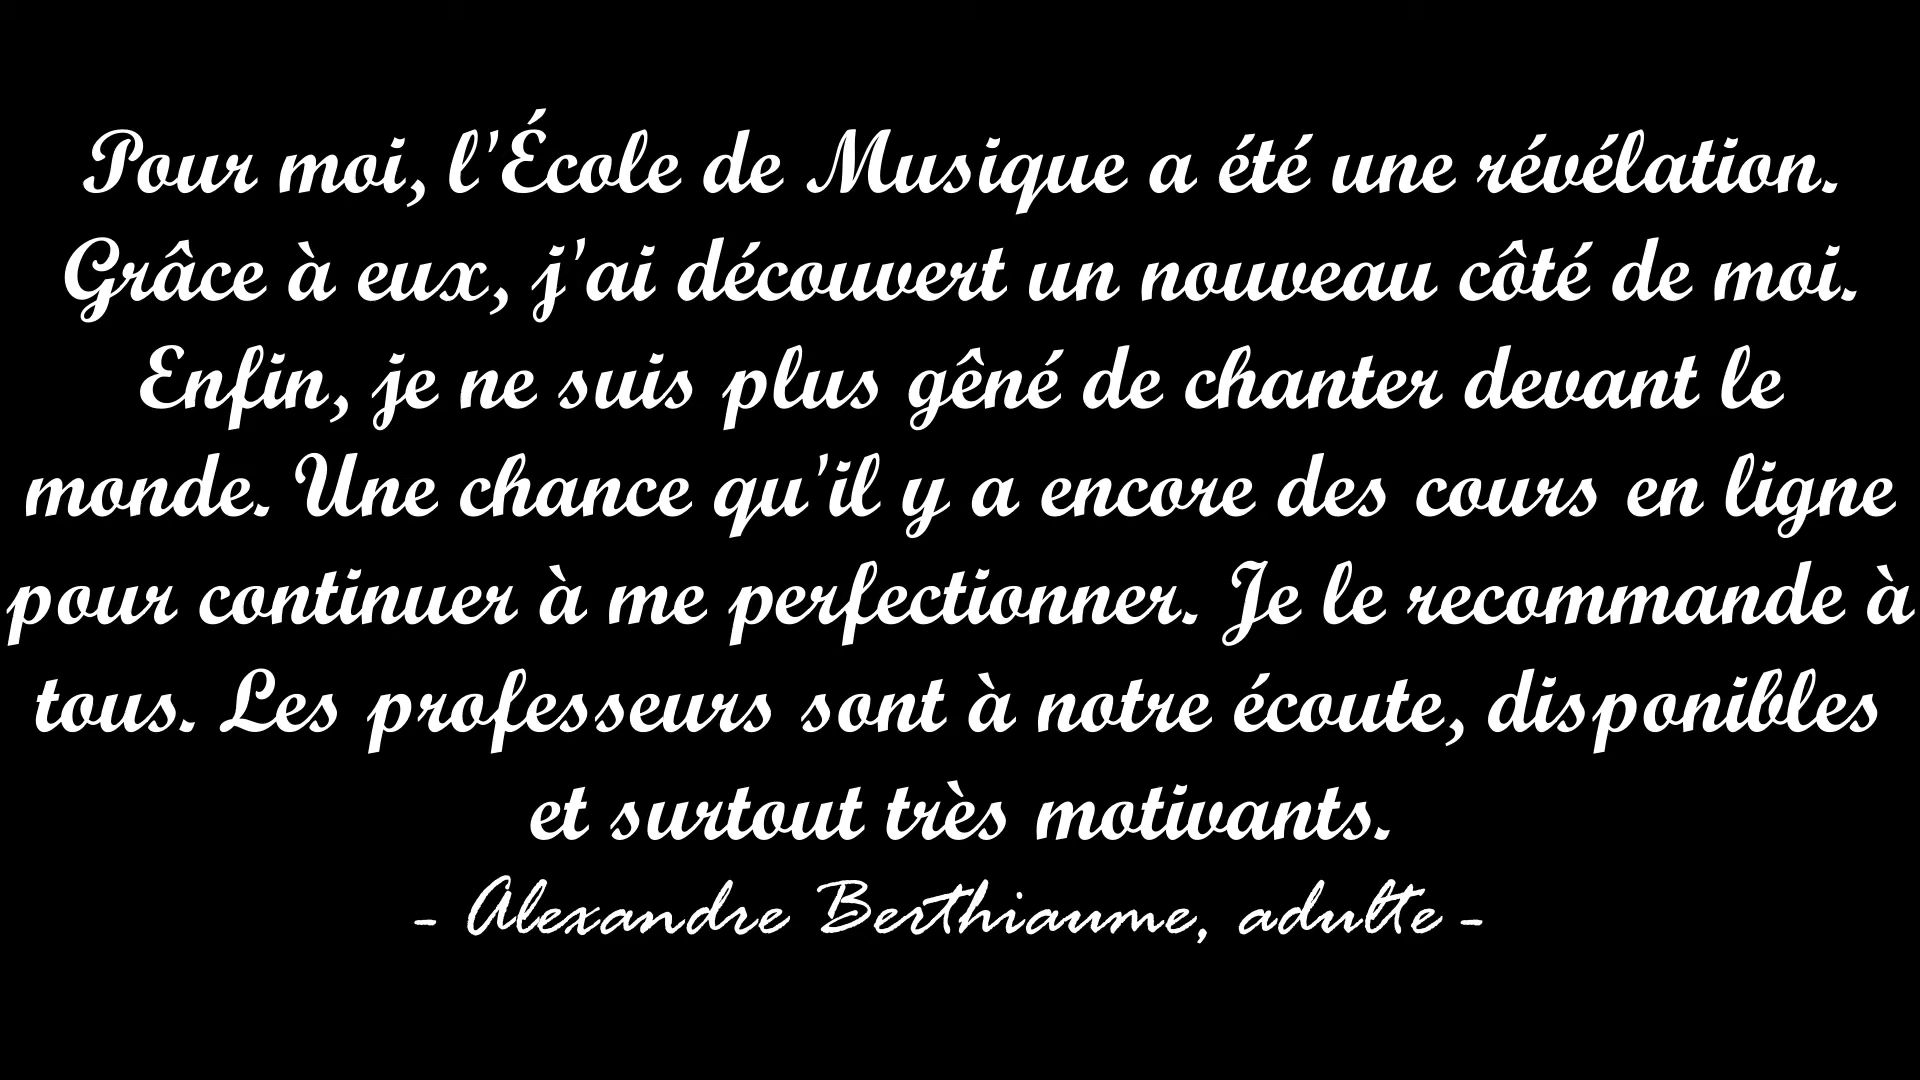 Pour moi, l'École de Musique a été une révélation.
Grâce à eux, j'ai découvert un nouveau côté de moi.
Enfin, je ne suis plus gêné de chanter devant le
monde. Une chance qu'il y a encore des cours en ligne
pour continuer à me perfectionner. Je le recommande à
tous. Les professeurs sont à notre écoute, disponibles
et surtout très motivants.
- Alexandre Berthiaume, adulte -